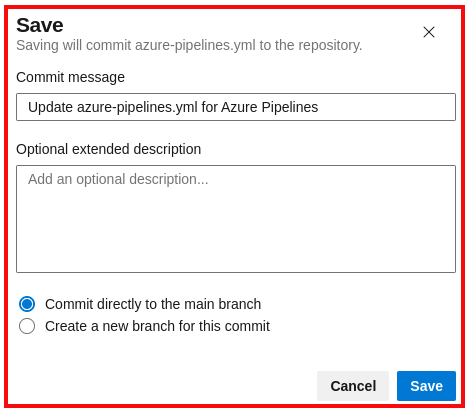 Save
Saving will commit azure-pipelines.yml to the repository.
Commit message
Update azure-pipelines.yml for Azure Pipelines
Optional extended description
Add an optional description...
Commit directly to the main branch
Create a new branch for this commit
Cancel
Save